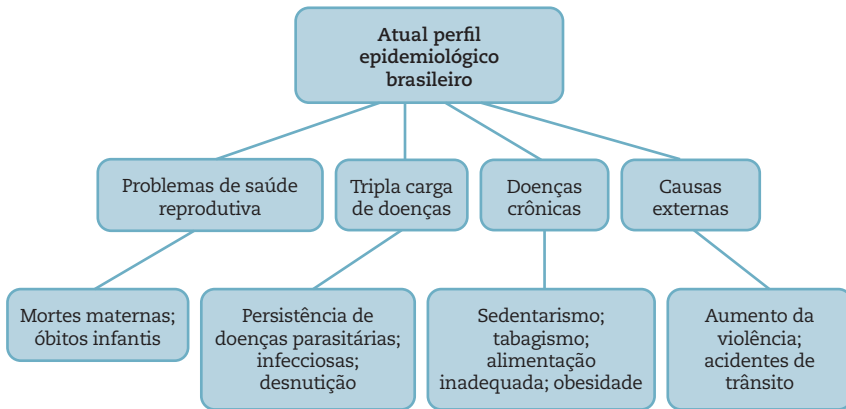 Atual perfil
epidemiológico
brasileiro
Problemas de saúde
reprodutiva
Tripla carga
de doenças
Doenças
crônicas
Causas
externas
Mortes maternas;
óbitos infantis
Persistência de
doenças parasitárias;
infecciosas;
desnutição
Sedentarismo;
tabagismo;
alimentação
inadequada; obesidade
Aumento da
violência;
acidentes de
trânsito